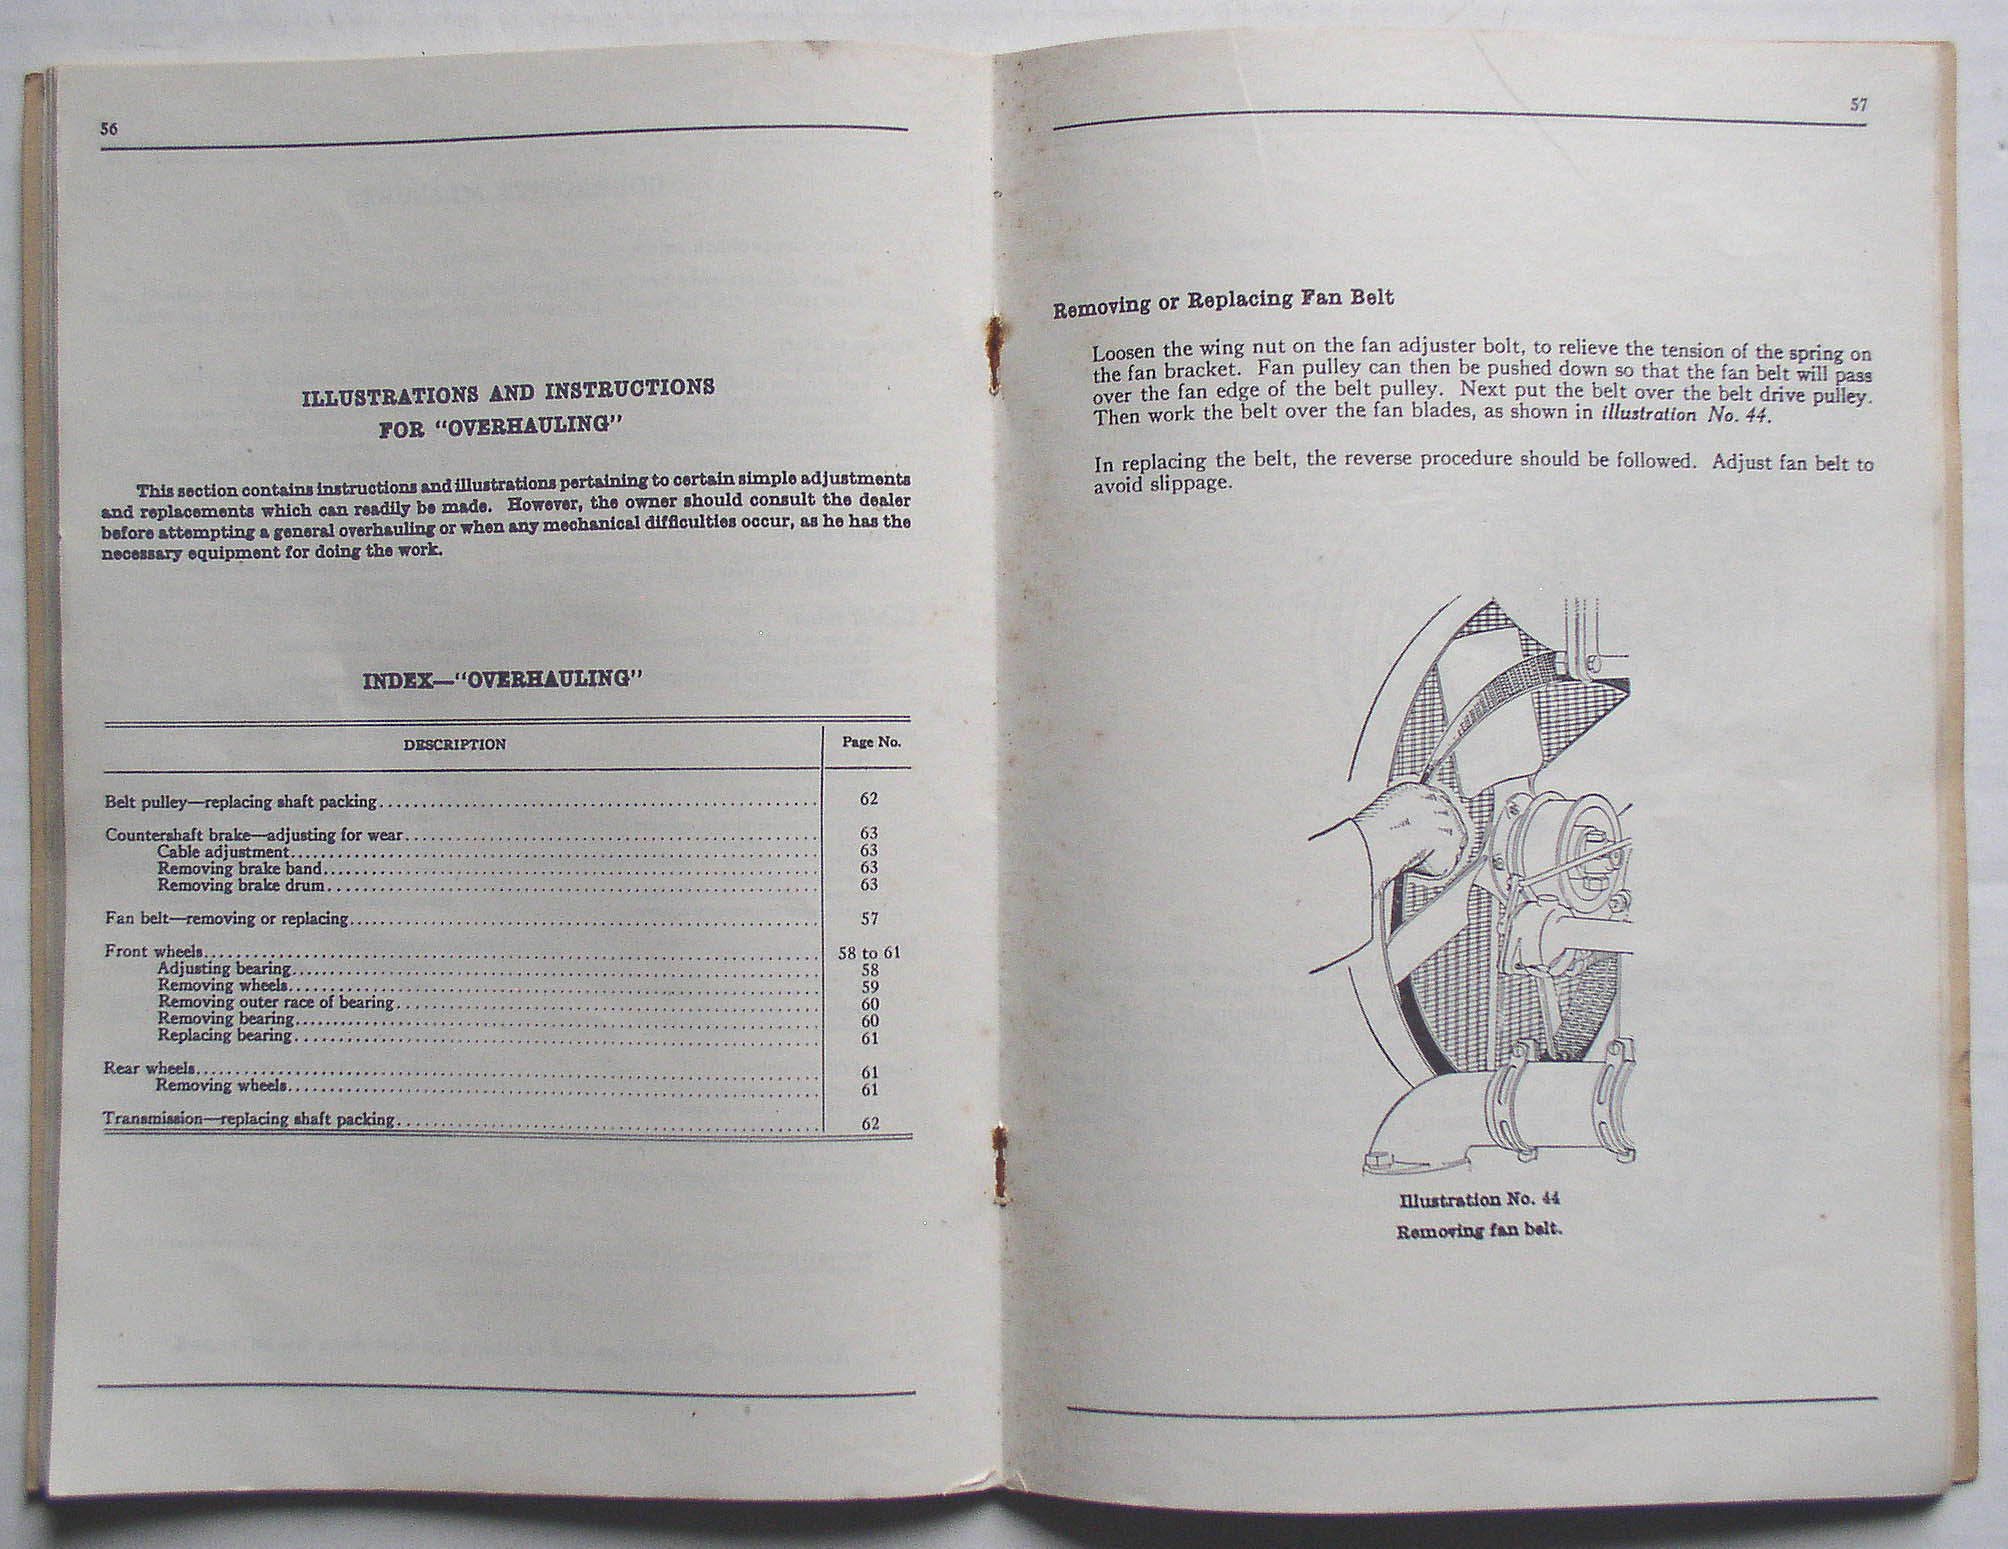 56
ILLUSTRATIONS AND INSTRUCTIONS
FOR "OVERHAULING"
This section contains instructions and illustrations pertaining to certain simple adjustments
and replacements which can readily be made. However, the owner should consult the dealer
before attempting a general overhauling or when any mechanical difficulties occur, as he has the
necessary equipment for doing the work.
INDEX—"OVERHAULING"
DESCRIPTION Page No.
Belt pulley—replacing shaft packing 62
Countershaft brake—adjusting for wear 63
Cable adjustment 63
Removing brake band 63
Removing brake drum 63
Fan belt—removing or replacing 57
Front wheels 58 to 61
Adjusting bearing 58
Removing wheels 59
Removing outer race of bearing 60
Removing bearing 60
Replacing bearing 61
Rear wheels 61
Removing wheels 61
Transmission—replacing shaft packing 62
57
Removing or Replacing Fan Belt
Loosen the wing nut on the fan adjuster bolt, to relieve the tension of the spring on
the fan bracket. Fan pulley can then be pushed down so that the fan belt will pass
over the fan edge of the belt pulley. Next put the belt over the belt drive pulley.
Then work the belt over the fan blades, as shown in illustration No. 44.
In replacing the belt, the reverse procedure should be followed. Adjust fan belt to
avoid slippage.
Illustration No. 44
Removing fan belt.